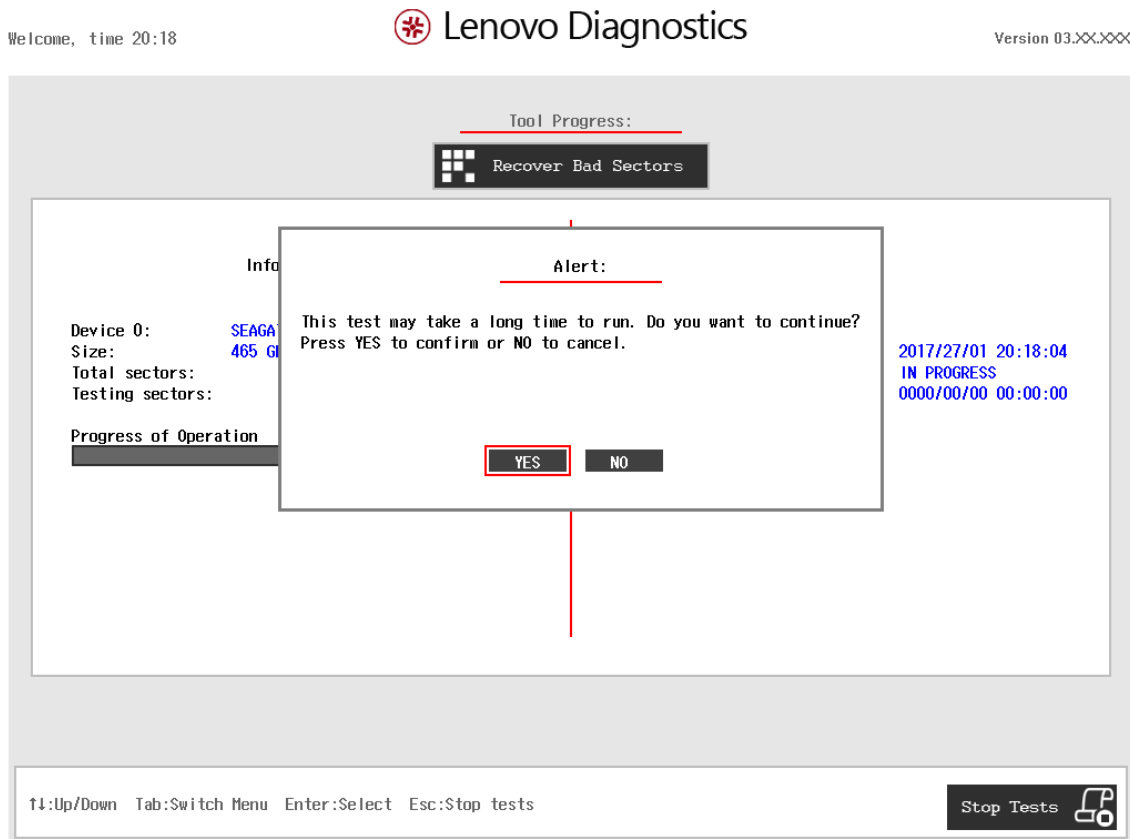 Welcome, time 20:18
Lenovo Diagnostics
Version 03.XX.XXX
Tool Progress:
Recover Bad Sectors
Info
Alert:
This test may take a long time to run. Do you want to continue?
Press YES to confirm or NO to cancel.
YES NO
Device 0: SEAGA
Size: 465 G
Total sectors:
Testing sectors:
Progress of Operation
2017/27/01 20:18:04
IN PROGRESS
0000/00/00 00:00:00
↑↓:Up/Down Tab:Switch Menu Enter:Select Esc:Stop tests
Stop Tests